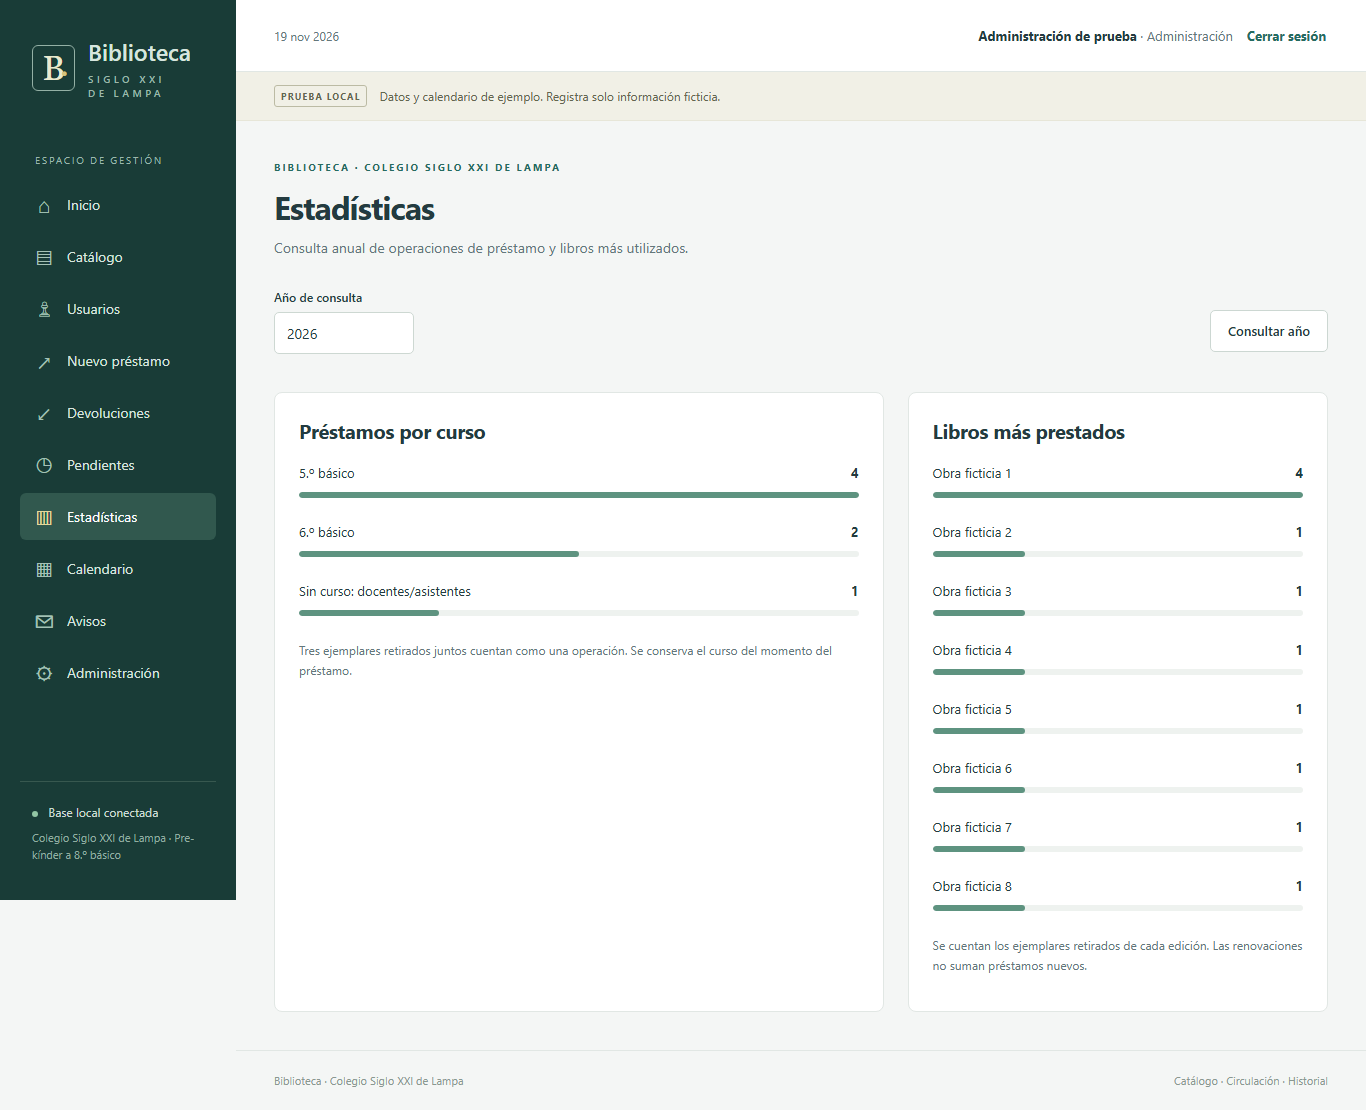 B
Biblioteca
SIGLO XXI
DE LAMPA
ESPACIO DE GESTIÓN
Inicio
Catálogo
Usuarios
Nuevo préstamo
Devoluciones
Pendientes
Estadísticas
Calendario
Avisos
Administración
Base local conectada
Colegio Siglo XXI de Lampa · Pre-
kínder a 8.º básico
19 nov 2026
Administración de prueba · Administración
Cerrar sesión
PRUEBA LOCAL
Datos y calendario de ejemplo. Registra solo información ficticia.
BIBLIOTECA · COLEGIO SIGLO XXI DE LAMPA
Estadísticas
Consulta anual de operaciones de préstamo y libros más utilizados.
Año de consulta
2026
Consultar año
Préstamos por curso
5.º básico 4
6.º básico 2
Sin curso: docentes/asistentes 1
Tres ejemplares retirados juntos cuentan como una operación. Se conserva el curso del momento del
préstamo.
Libros más prestados
Obra ficticia 1 4
Obra ficticia 2 1
Obra ficticia 3 1
Obra ficticia 4 1
Obra ficticia 5 1
Obra ficticia 6 1
Obra ficticia 7 1
Obra ficticia 8 1
Se cuentan los ejemplares retirados de cada edición. Las renovaciones
no suman préstamos nuevos.
Biblioteca · Colegio Siglo XXI de Lampa
Catálogo · Circulación · Historial